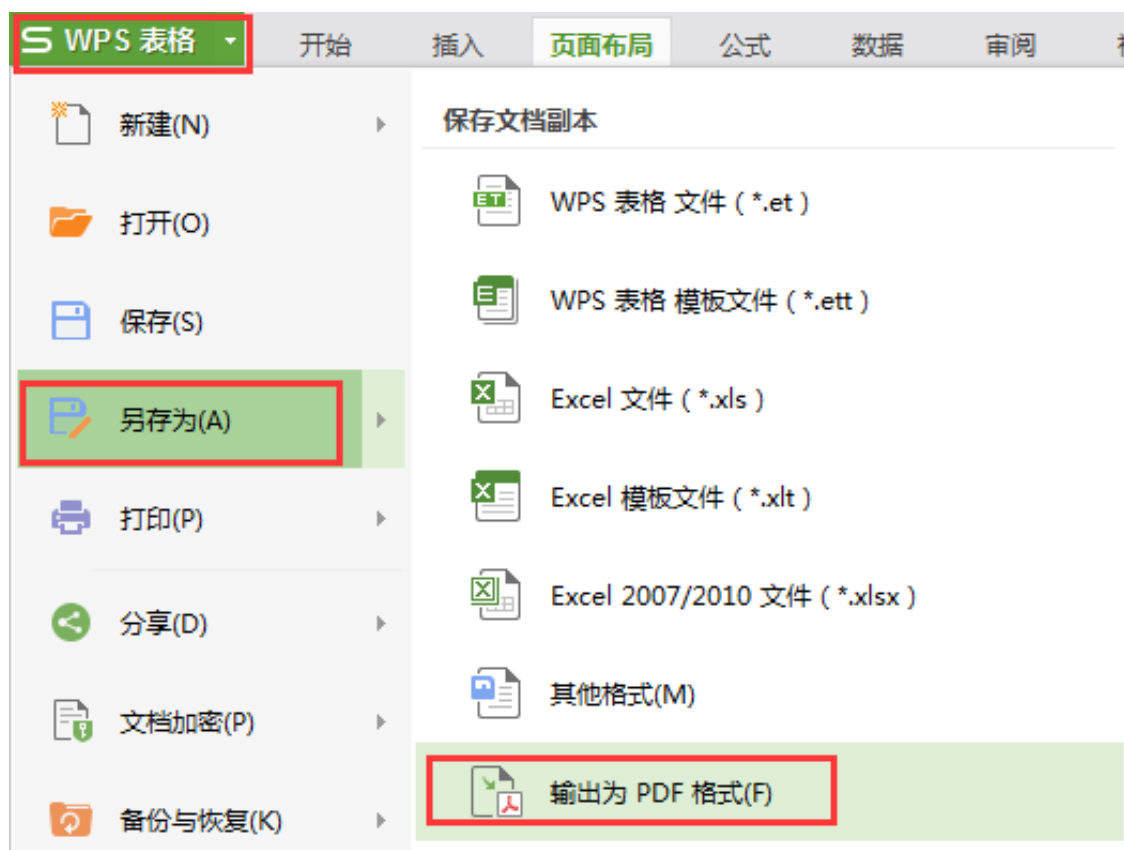 WPS 表格 开始 插入 页面布局 公式 数据 审阅
新建(N)
打开(O)
保存(S)
另存为(A)
打印(P)
分享(D)
文档加密(P)
备份与恢复(K)
保存文档副本
ET
WPS 表格 文件 ( *.et )
WPS 表格 模板文件 ( *.ett )
Excel 文件 ( *.xls )
Excel 模板文件 ( *.xlt )
Excel 2007/2010 文件 ( *.xlsx )
其他格式(M)
输出为 PDF 格式(F)